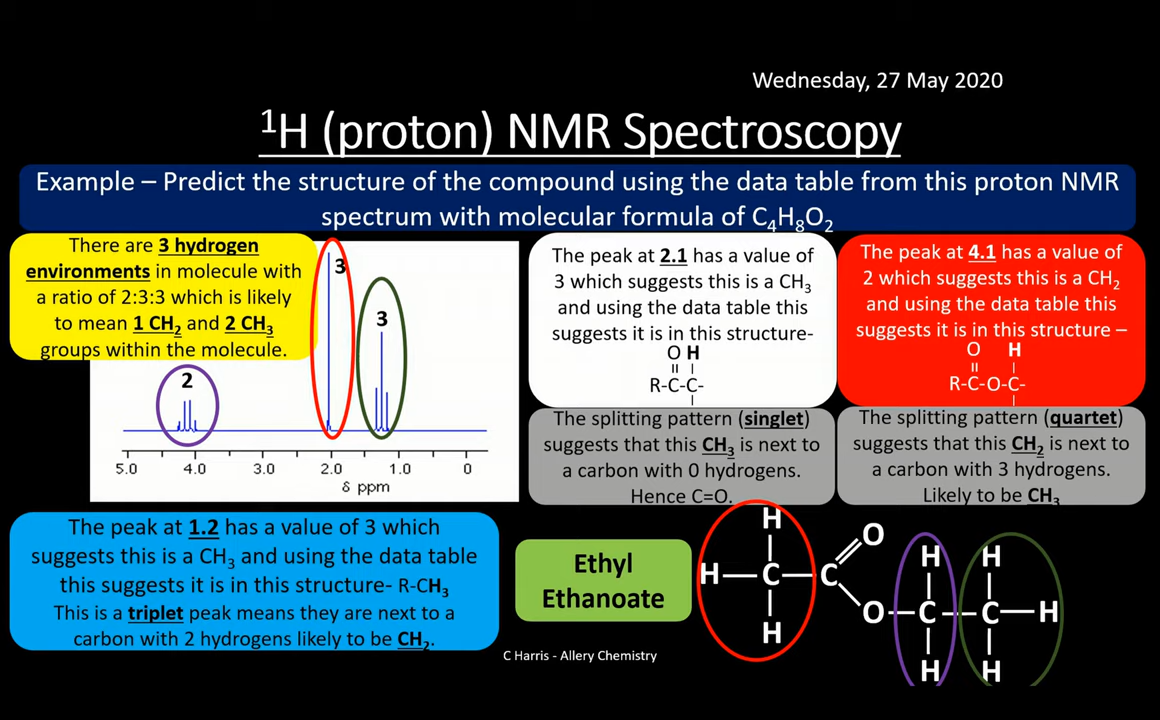 Wednesday, 27 May 2020
¹H (proton) NMR Spectroscopy
Example – Predict the structure of the compound using the data table from this proton NMR
spectrum with molecular formula of C₄H₈O₂
There are 3 hydrogen
environments in molecule with
a ratio of 2:3:3 which is likely
to mean 1 CH₂ and 2 CH₃
groups within the molecule.
3
3
2
5.0 4.0 3.0 2.0 1.0 0
δ ppm
The peak at 2.1 has a value of
3 which suggests this is a CH₃
and using the data table this
suggests it is in this structure-
O H
R-C-C-
The peak at 4.1 has a value of
2 which suggests this is a CH₂
and using the data table this
suggests it is in this structure –
O H
R-C-O-C-
The splitting pattern (singlet)
suggests that this CH₃ is next to
a carbon with 0 hydrogens.
Hence C=O.
The splitting pattern (quartet)
suggests that this CH₂ is next to
a carbon with 3 hydrogens.
Likely to be CH₃
The peak at 1.2 has a value of 3 which
suggests this is a CH₃ and using the data table
this suggests it is in this structure- R-CH₃
This is a triplet peak means they are next to a
carbon with 2 hydrogens likely to be CH₂.
Ethyl
Ethanoate
H O
H H
H C C
O C C H
H
H H
C Harris - Allery Chemistry